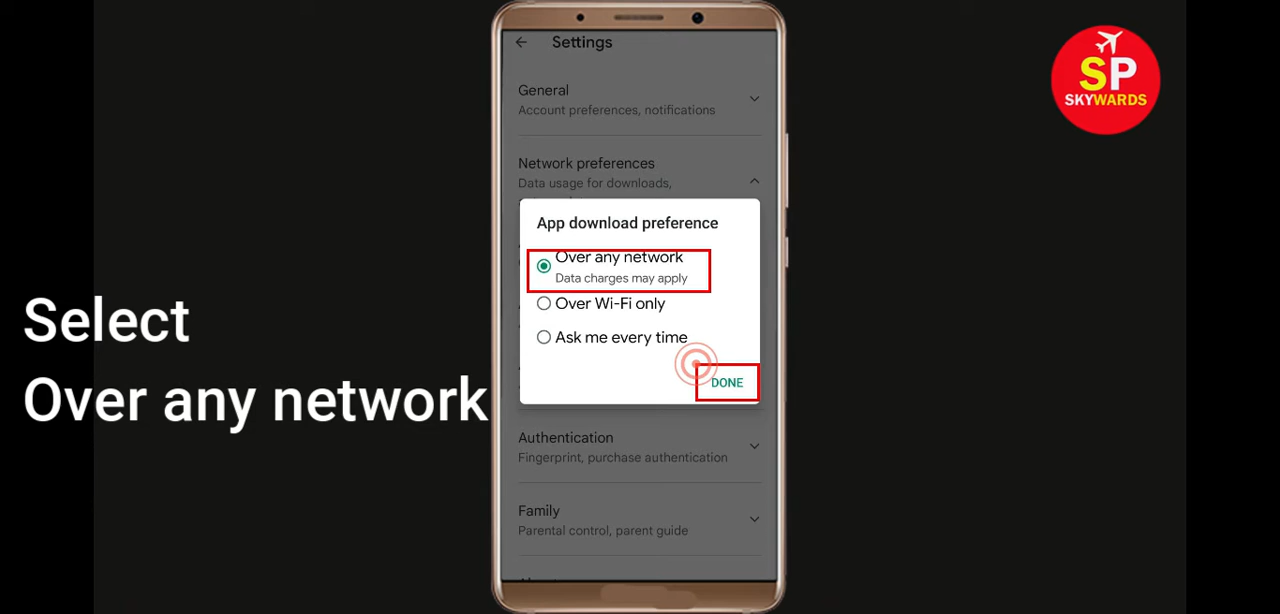 Settings
General
Account preferences, notifications
Network preferences
Data usage for downloads,
App download preference
Over any network
Data charges may apply
Over Wi-Fi only
Ask me every time
DONE
Authentication
Fingerprint, purchase authentication
Family
Parental control, parent guide
Select
Over any network
SP
SKYWARDS